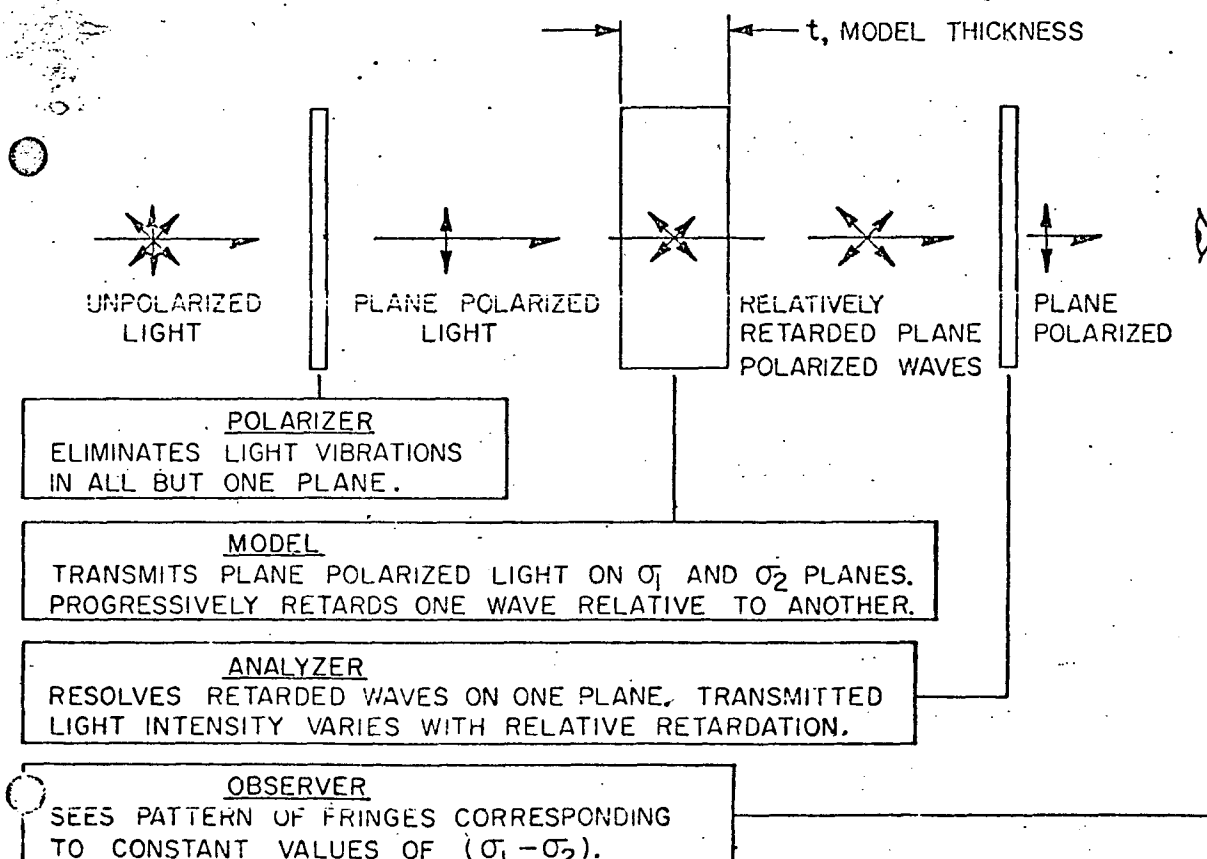 t, MODEL THICKNESS
UNPOLARIZED
LIGHT
PLANE POLARIZED
LIGHT
RELATIVELY
RETARDED PLANE
POLARIZED WAVES
PLANE
POLARIZED
POLARIZER
ELIMINATES LIGHT VIBRATIONS
IN ALL BUT ONE PLANE.
MODEL
TRANSMITS PLANE POLARIZED LIGHT ON σ1 AND σ2 PLANES.
PROGRESSIVELY RETARDS ONE WAVE RELATIVE TO ANOTHER.
ANALYZER
RESOLVES RETARDED WAVES ON ONE PLANE. TRANSMITTED
LIGHT INTENSITY VARIES WITH RELATIVE RETARDATION.
OBSERVER
SEES PATTERN OF FRINGES CORRESPONDING
TO CONSTANT VALUES OF (σ1-σ2).